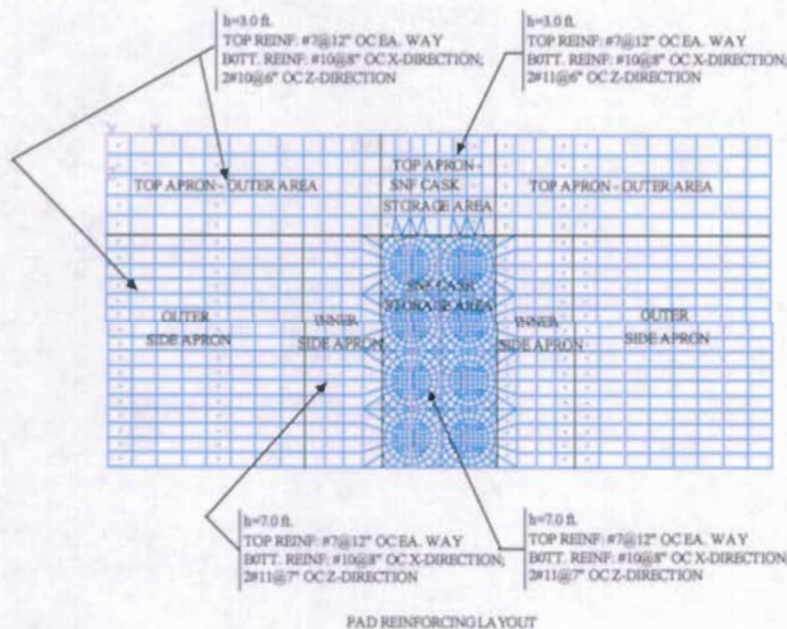 h=3.0 ft.
TOP REINF: #7@12" OC EA. WAY
B0TT. REINF: #10@8" OC X-DIRECTION;
2#10@6" OC Z-DIRECTION
h=3.0 ft.
TOP REINF: #7@12" OC EA. WAY
B0TT. REINF: #10@8" OC X-DIRECTION;
2#11@6" OC Z-DIRECTION
TOP APRON - OUTER AREA
TOP APRON -
SNF CASK
STORAGE AREA
TOP APRON - OUTER AREA
SNF CASK
STORAGE AREA
OUTER
SIDE APRON
INNER
SIDE APRON
INNER
SIDE APRON
OUTER
SIDE APRON
h=7.0 ft.
TOP REINF: #7@12" OC EA. WAY
B0TT. REINF: #10@8" OC X-DIRECTION;
2#11@7" OC Z-DIRECTION
h=7.0 ft.
TOP REINF: #7@12" OC EA. WAY
B0TT. REINF: #10@8" OC X-DIRECTION;
2#11@7" OC Z-DIRECTION
PAD REINFORCING LAYOUT